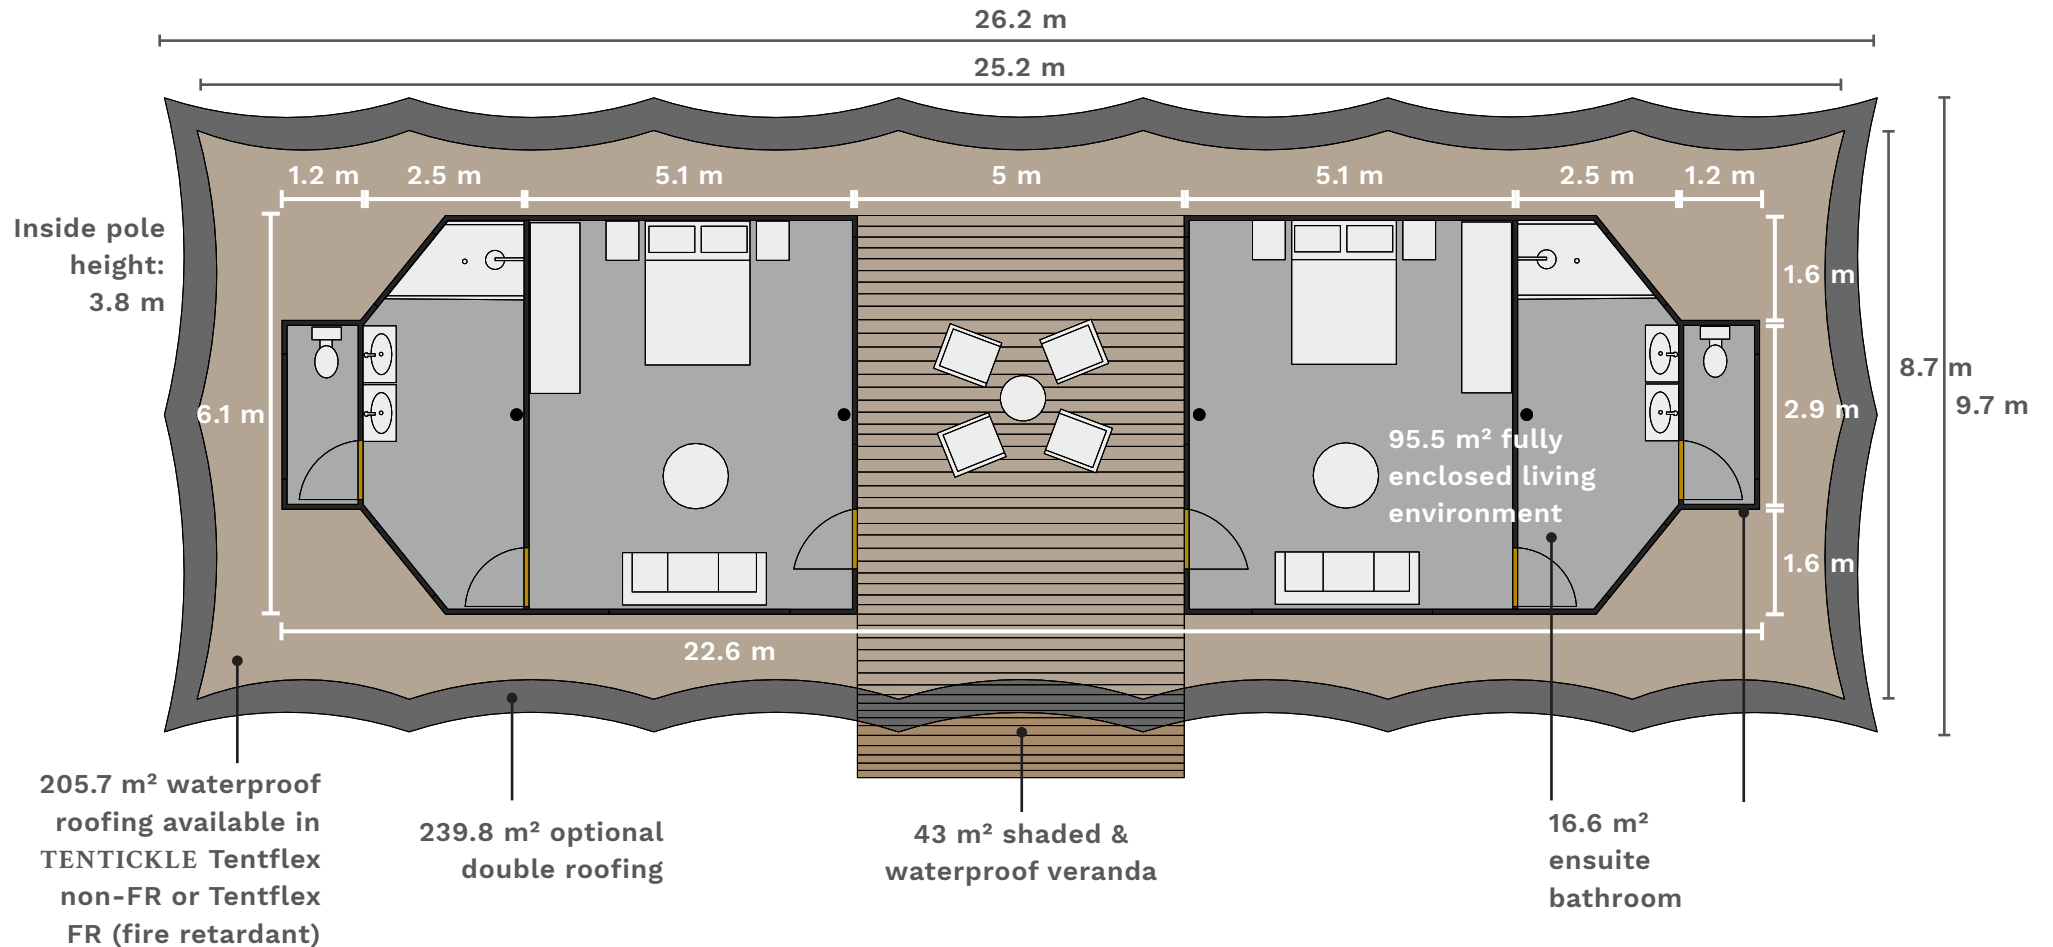 26.2 m
25.2 m
1.2 m
2.5 m
5.1 m
5 m
5.1 m
2.5 m
1.2 m
Inside pole
height:
3.8 m
1.6 m
8.7 m
9.7 m
6.1 m
2.9 m
95.5 m² fully
enclosed living
environment
1.6 m
22.6 m
205.7 m² waterproof
roofing available in
TENTICKLE Tentflex
non-FR or Tentflex
FR (fire retardant)
239.8 m² optional
double roofing
43 m² shaded &
waterproof veranda
16.6 m²
ensuite
bathroom